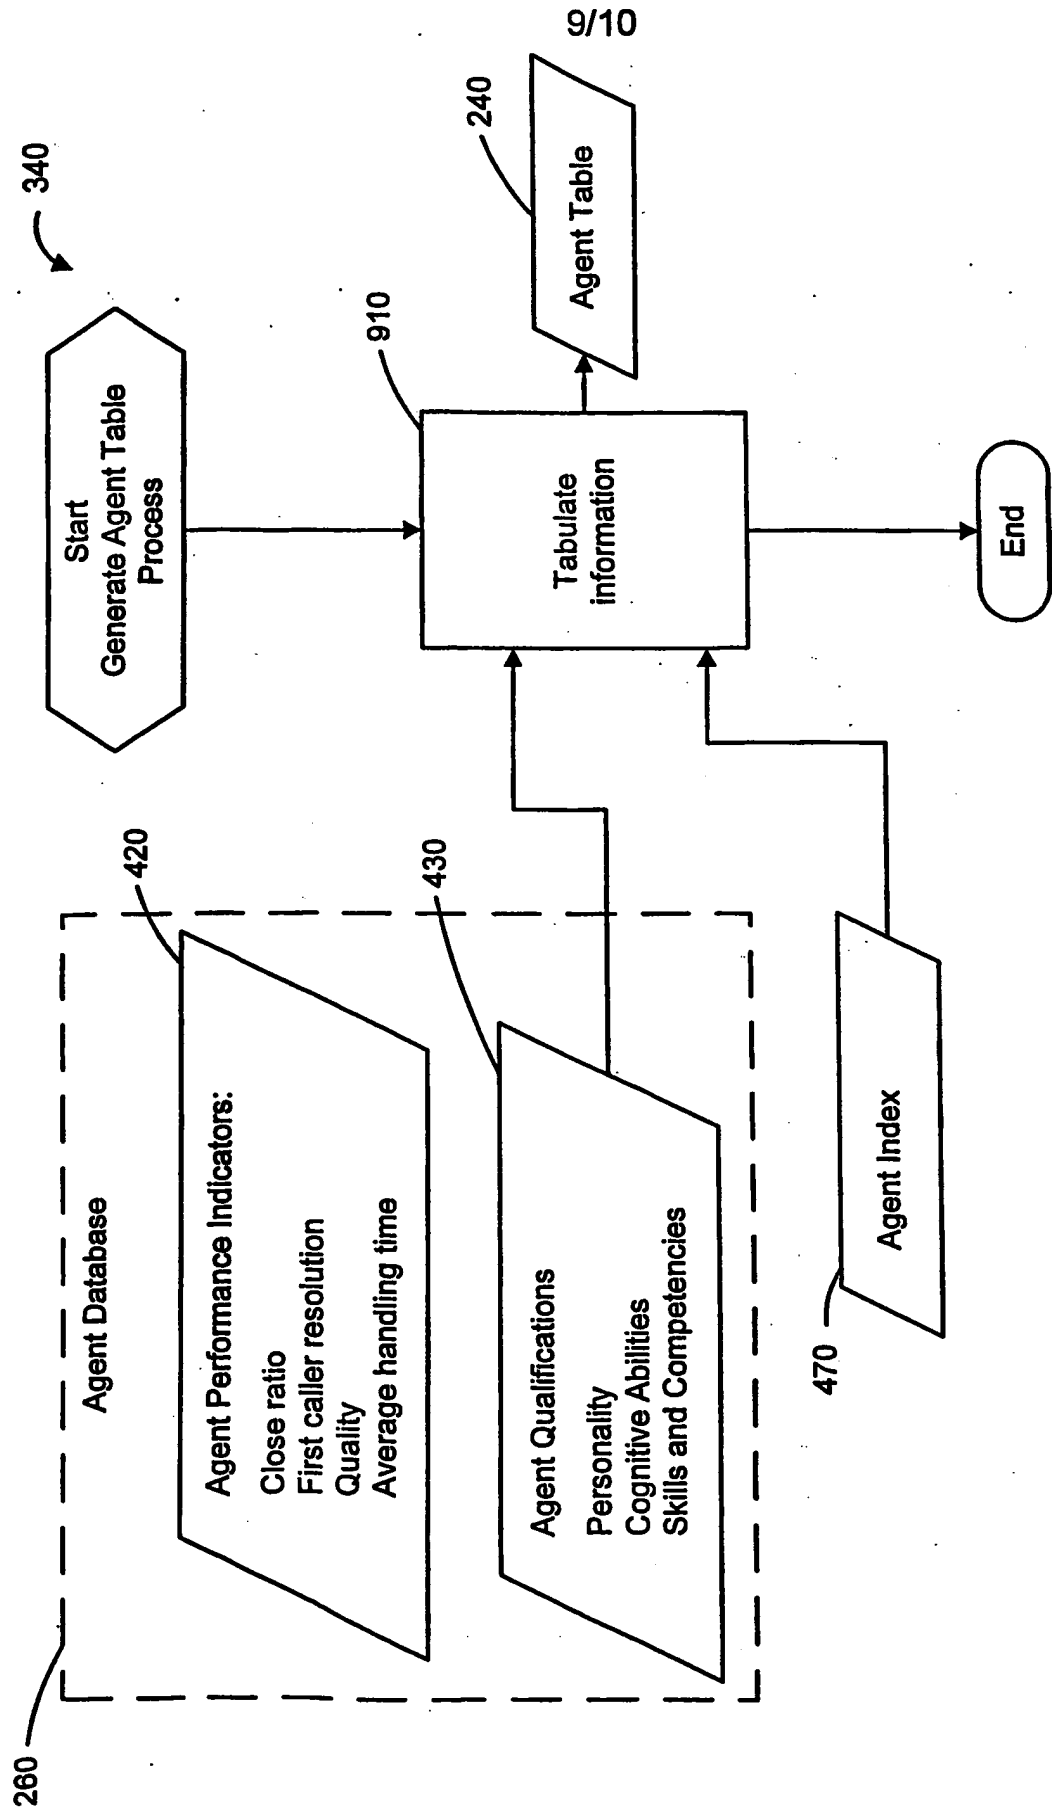 9/10
340
Start
Generate Agent Table
Process
260
Agent Database
420
Agent Performance Indicators:
Close ratio
First caller resolution
Quality
Average handling time
430
Agent Qualifications
Personality
Cognitive Abilities
Skills and Competencies
910
Tabulate
information
240
Agent Table
470
Agent Index
End